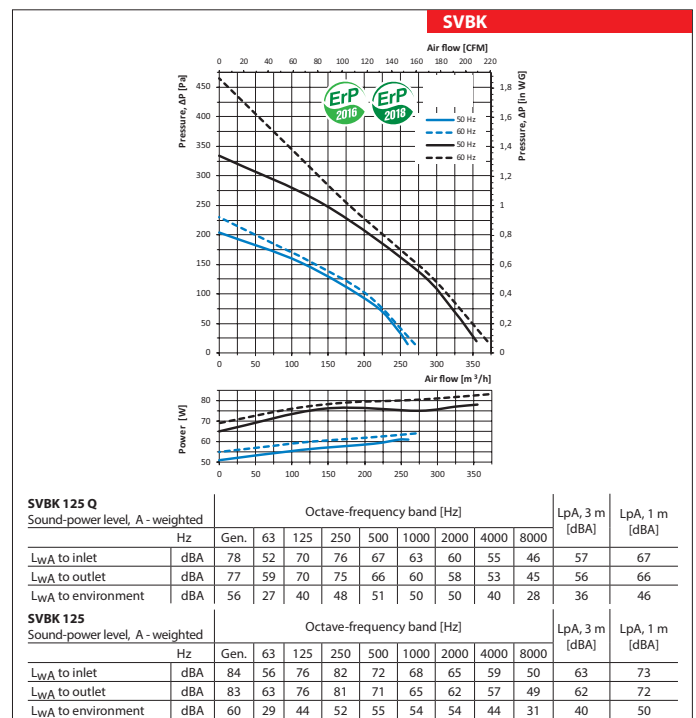 SVBK
Air flow [CFM]
0 20 40 60 80 100 120 140 160 180 200 220
Pressure, ΔP [Pa]
450
400
350
300
250
200
150
100
50
0
ErP
2016
ErP
2018
50 Hz
60 Hz
50 Hz
60 Hz
Pressure, ΔP [in WG]
1,8
1,6
1,4
1,2
1
0,8
0,6
0,4
0,2
0
0 50 100 150 200 250 300 350
Air flow [m³/h]
Power [W]
80
70
60
50
0 50 100 150 200 250 300 350
SVBK 125 Q
Sound-power level, A - weighted
Octave-frequency band [Hz]
LpA, 3 m [dBA]
LpA, 1 m [dBA]
Hz Gen. 63 125 250 500 1000 2000 4000 8000
LWA to inlet dBA 78 52 70 76 67 63 60 55 46 57 67
LWA to outlet dBA 77 59 70 75 66 60 58 53 45 56 66
LWA to environment dBA 56 27 40 48 51 50 50 40 28 36 46
SVBK 125
Sound-power level, A - weighted
Octave-frequency band [Hz]
LpA, 3 m [dBA]
LpA, 1 m [dBA]
Hz Gen. 63 125 250 500 1000 2000 4000 8000
LWA to inlet dBA 84 56 76 82 72 68 65 59 50 63 73
LWA to outlet dBA 83 63 76 81 71 65 62 57 49 62 72
LWA to environment dBA 60 29 44 52 55 54 54 44 31 40 50